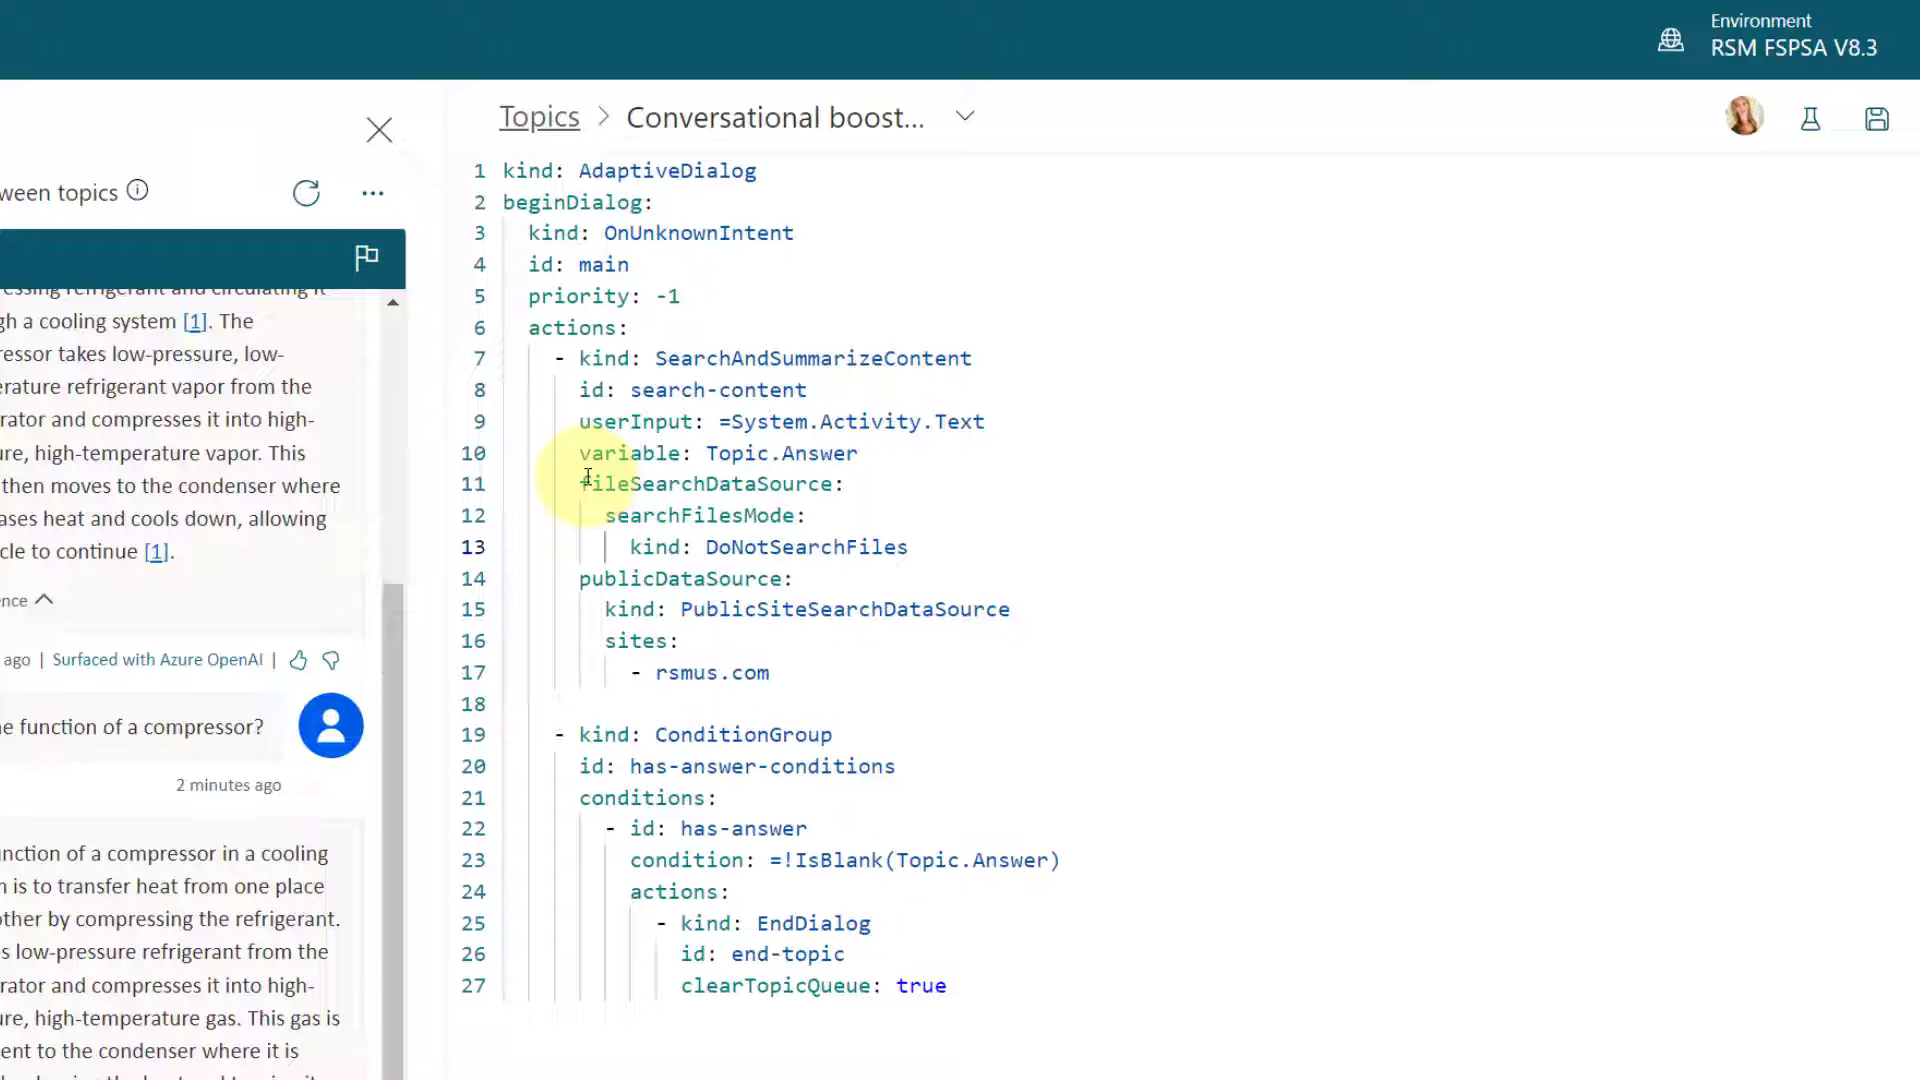 Environment
RSM FSPSA V8.3
Topics > Conversational boost...
ween topics
...
gh a cooling system [1]. The
ressor takes low-pressure, low-
erature refrigerant vapor from the
rator and compresses it into high-
ure, high-temperature vapor. This
then moves to the condenser where
ases heat and cools down, allowing
cle to continue [1].
ence
ago | Surfaced with Azure OpenAI |
e function of a compressor?
2 minutes ago
nction of a compressor in a cooling
n is to transfer heat from one place
other by compressing the refrigerant.
s low-pressure refrigerant from the
rator and compresses it into high-
ure, high-temperature gas. This gas is
ent to the condenser where it is
1 kind: AdaptiveDialog
2 beginDialog:
3 kind: OnUnknownIntent
4 id: main
5 priority: -1
6 actions:
7 - kind: SearchAndSummarizeContent
8 id: search-content
9 userInput: =System.Activity.Text
10 variable: Topic.Answer
11 fileSearchDataSource:
12 searchFilesMode:
13 kind: DoNotSearchFiles
14 publicDataSource:
15 kind: PublicSiteSearchDataSource
16 sites:
17 - rsmus.com
18
19 - kind: ConditionGroup
20 id: has-answer-conditions
21 conditions:
22 - id: has-answer
23 condition: =!IsBlank(Topic.Answer)
24 actions:
25 - kind: EndDialog
26 id: end-topic
27 clearTopicQueue: true